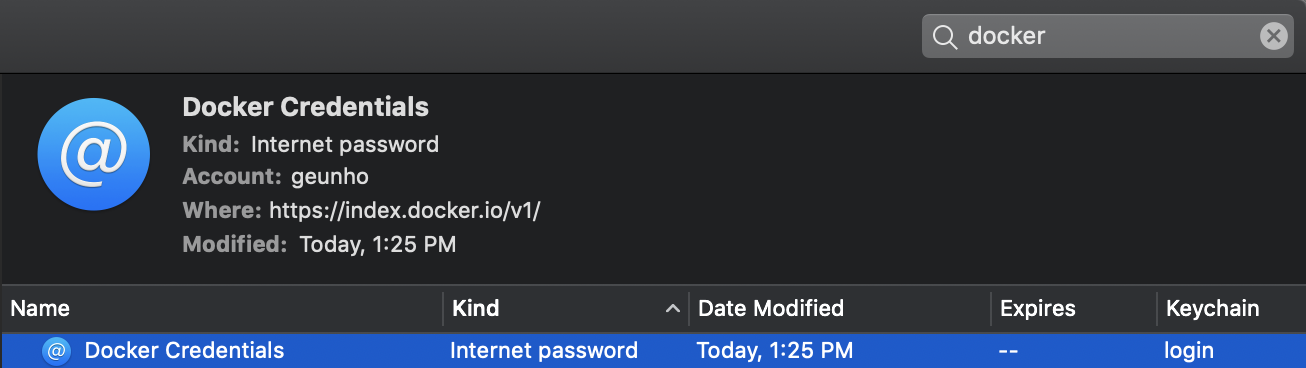 docker
@
Docker Credentials
Kind: Internet password
Account: geunho
Where: https://index.docker.io/v1/
Modified: Today, 1:25 PM
Name Kind Date Modified Expires Keychain
@ Docker Credentials Internet password Today, 1:25 PM -- login